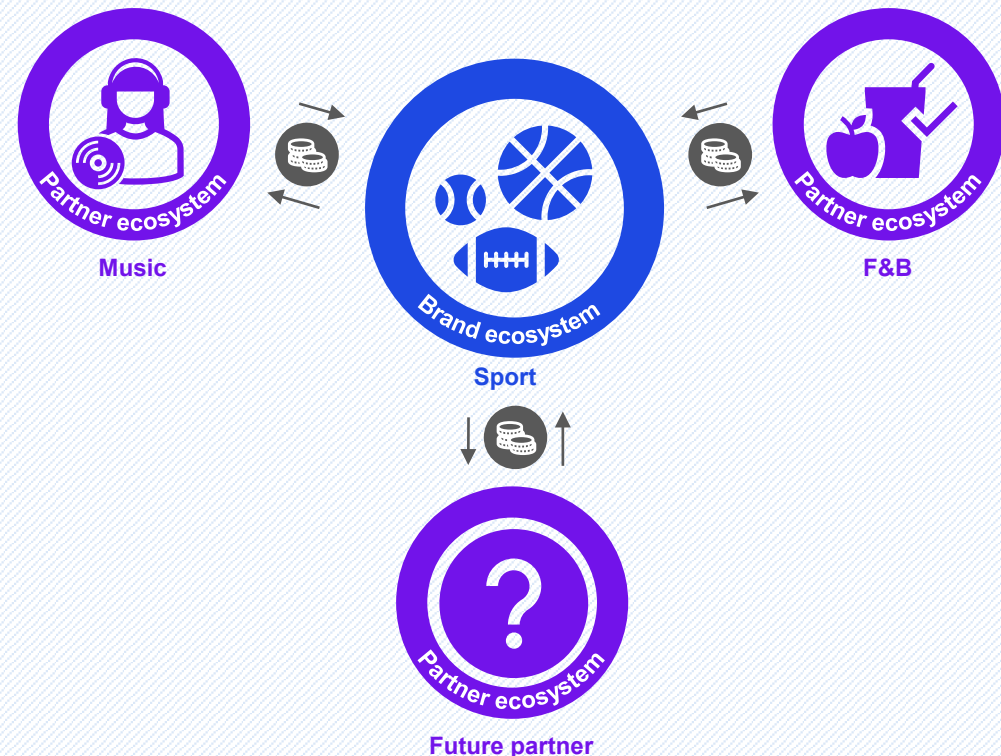 Partner ecosystem
Music
Partner ecosystem
F&B
Brand ecosystem
Sport
Partner ecosystem
Future partner